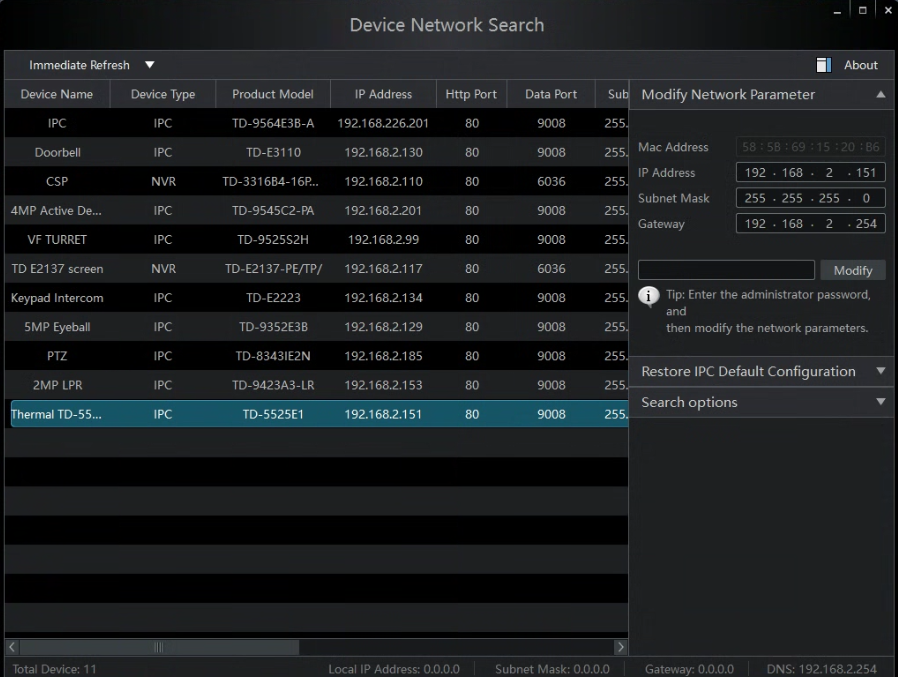 Device Network Search
Immediate Refresh
About
Device Name Device Type Product Model IP Address Http Port Data Port Sub
IPC IPC TD-9564E3B-A 192.168.226.201 80 9008 255.
Doorbell IPC TD-E3110 192.168.2.130 80 9008 255.
CSP NVR TD-3316B4-16P... 192.168.2.110 80 6036 255.
4MP Active De... IPC TD-9545C2-PA 192.168.2.201 80 9008 255.
VF TURRET IPC TD-9525S2H 192.168.2.99 80 9008 255.
TD E2137 screen NVR TD-E2137-PE/TP/ 192.168.2.117 80 6036 255.
Keypad Intercom IPC TD-E2223 192.168.2.134 80 9008 255.
5MP Eyeball IPC TD-9352E3B 192.168.2.129 80 9008 255.
PTZ IPC TD-8343IE2N 192.168.2.185 80 9008 255.
2MP LPR IPC TD-9423A3-LR 192.168.2.153 80 9008 255.
Thermal TD-55... IPC TD-5525E1 192.168.2.151 80 9008 255.
Modify Network Parameter
Mac Address 58 : 5B : 69 : 15 : 20 : B6
IP Address 192 . 168 . 2 . 151
Subnet Mask 255 . 255 . 255 . 0
Gateway 192 . 168 . 2 . 254
Modify
Tip: Enter the administrator password,
and
then modify the network parameters.
Restore IPC Default Configuration
Search options
Total Device: 11 Local IP Address: 0.0.0.0 Subnet Mask: 0.0.0.0 Gateway: 0.0.0.0 DNS: 192.168.2.254